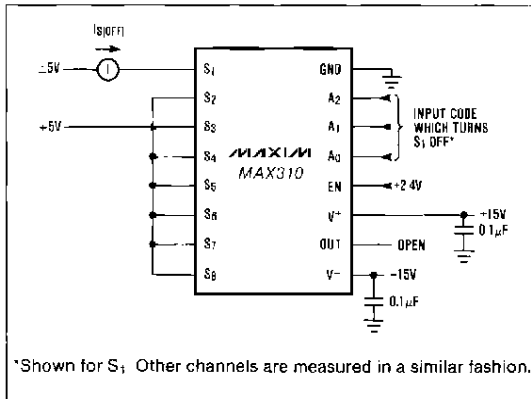 IS(OFF)
±5V
I
S1
GND
S2
A2
+5V
S3
A1
INPUT CODE
WHICH TURNS
S1 OFF*
S4
MAXIM
A0
MAX310
S5
EN
+2.4V
S6
V+
+15V
0.1μF
S7
OUT
OPEN
S8
V−
−15V
0.1μF
*Shown for S1 Other channels are measured in a similar fashion.